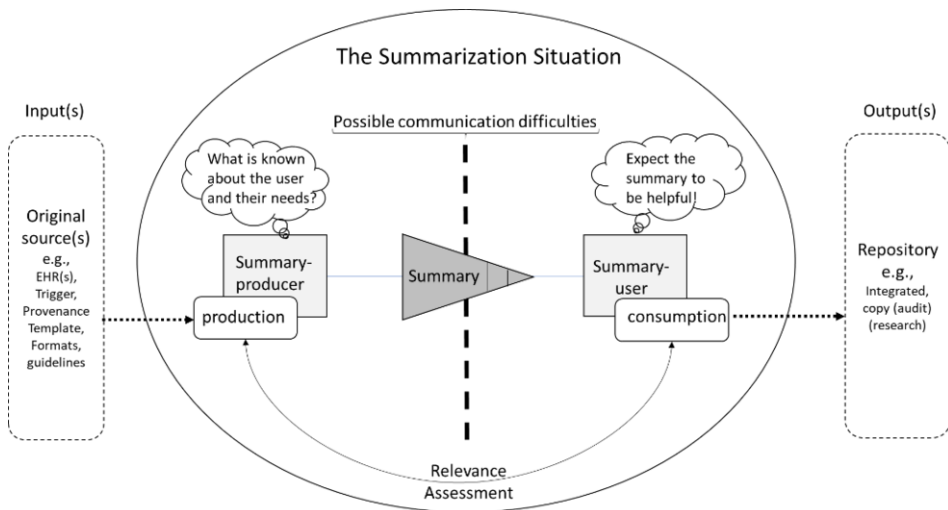 The Summarization Situation
Input(s)
Output(s)
Possible communication difficulties
What is known
about the user
and their needs?
Expect the
summary to
be helpful!
Original
source(s)
e.g.,
EHR(s),
Trigger,
Provenance
Template,
Formats,
guidelines
Summary-
producer
production
Summary
Summary-
user
consumption
Repository
e.g.,
Integrated,
copy (audit)
(research)
Relevance
Assessment